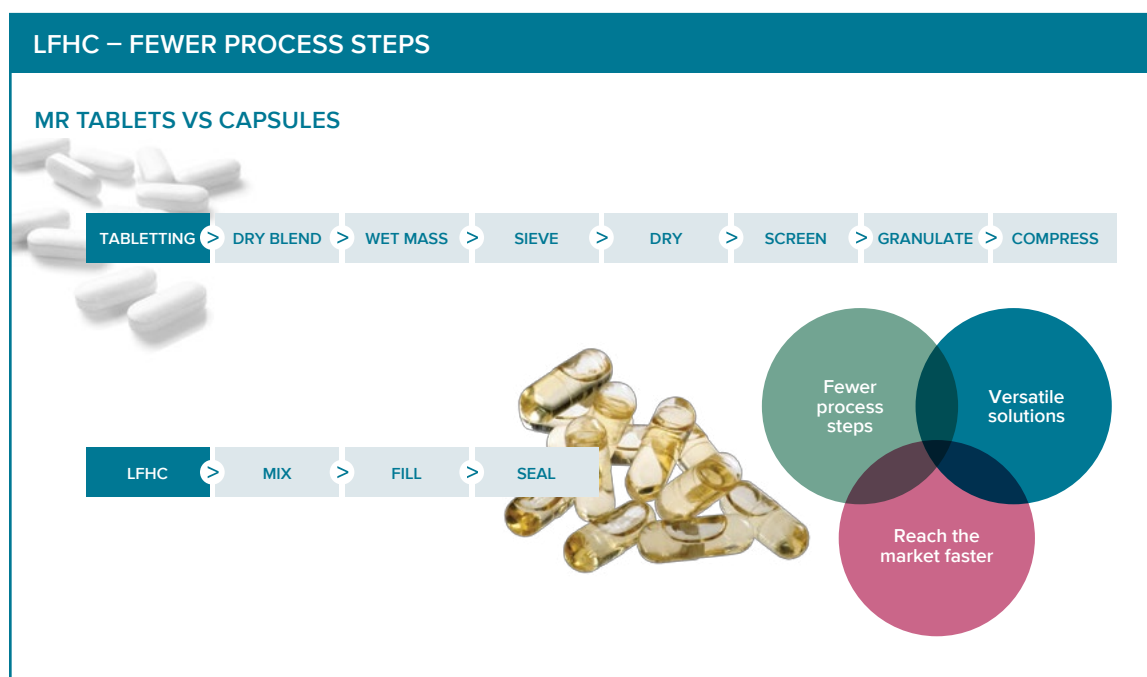 LFHC – FEWER PROCESS STEPS
MR TABLETS VS CAPSULES
TABLETTING > DRY BLEND > WET MASS > SIEVE > DRY > SCREEN > GRANULATE > COMPRESS
LFHC > MIX > FILL > SEAL
Fewer
process
steps
Versatile
solutions
Reach the
market faster